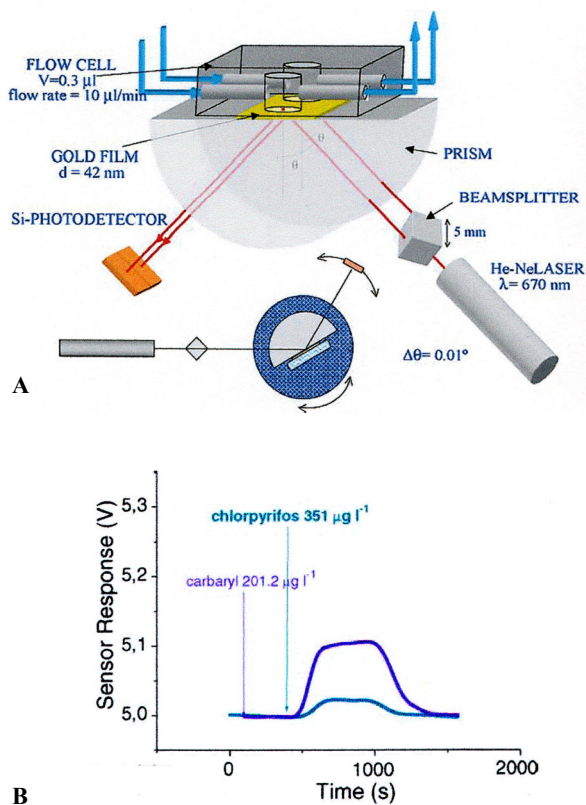 FLOW CELL
V=0.3 µl
flow rate = 10 µl/min
θ
θ
GOLD FILM
d = 42 nm
PRISM
BEAMSPLITTER
Si-PHOTODETECTOR
5 mm
He-NeLASER
λ= 670 nm
Δθ= 0.01º
A
5,3
chlorpyrifos 351 µg l⁻¹
5,2
carbaryl 201.2 µg l⁻¹
5,1
5,0
Sensor Response (V)
0 1000 2000
Time (s)
B